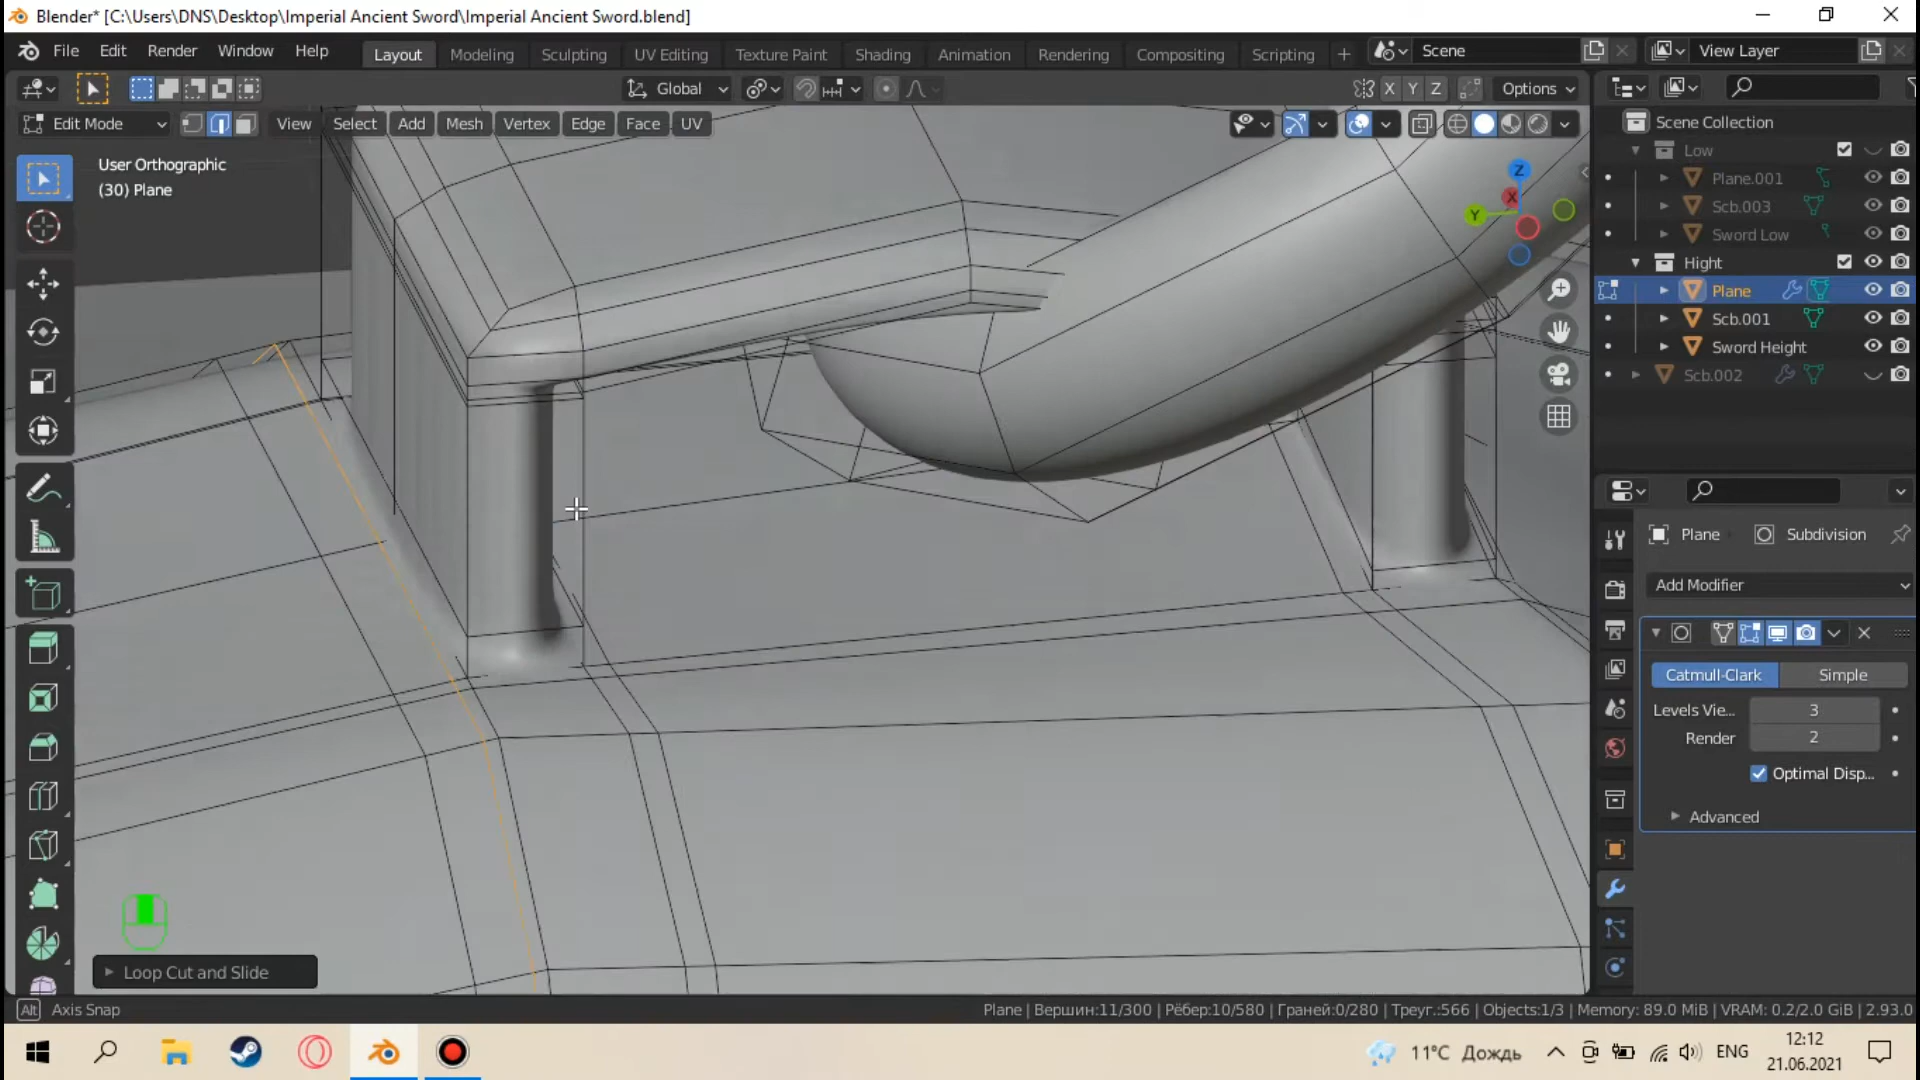 Blender* [C:\Users\DNS\Desktop\Imperial Ancient Sword\Imperial Ancient Sword.blend]
File Edit Render Window Help
Layout Modeling Sculpting UV Editing Texture Paint Shading Animation Rendering Compositing Scripting +
Scene
View Layer
Global
X Y Z
Options
Edit Mode
View Select Add Mesh Vertex Edge Face UV
User Orthographic
(30) Plane
Z
X
Y
Scene Collection
Low
Plane.001
Scb.003
Sword Low
Hight
Plane
Scb.001
Sword Height
Scb.002
Plane
Subdivision
Add Modifier
Catmull-Clark Simple
Levels Vie... 3
Render 2
Optimal Disp...
Advanced
Loop Cut and Slide
Alt Axis Snap
Plane | Вершин:11/300 | Рёбер:10/580 | Граней:0/280 | Треуг.:566 | Objects:1/3 | Memory: 89.0 MiB | VRAM: 0.2/2.0 GiB | 2.93.0
11°C Дождь
ENG
12:12
21.06.2021